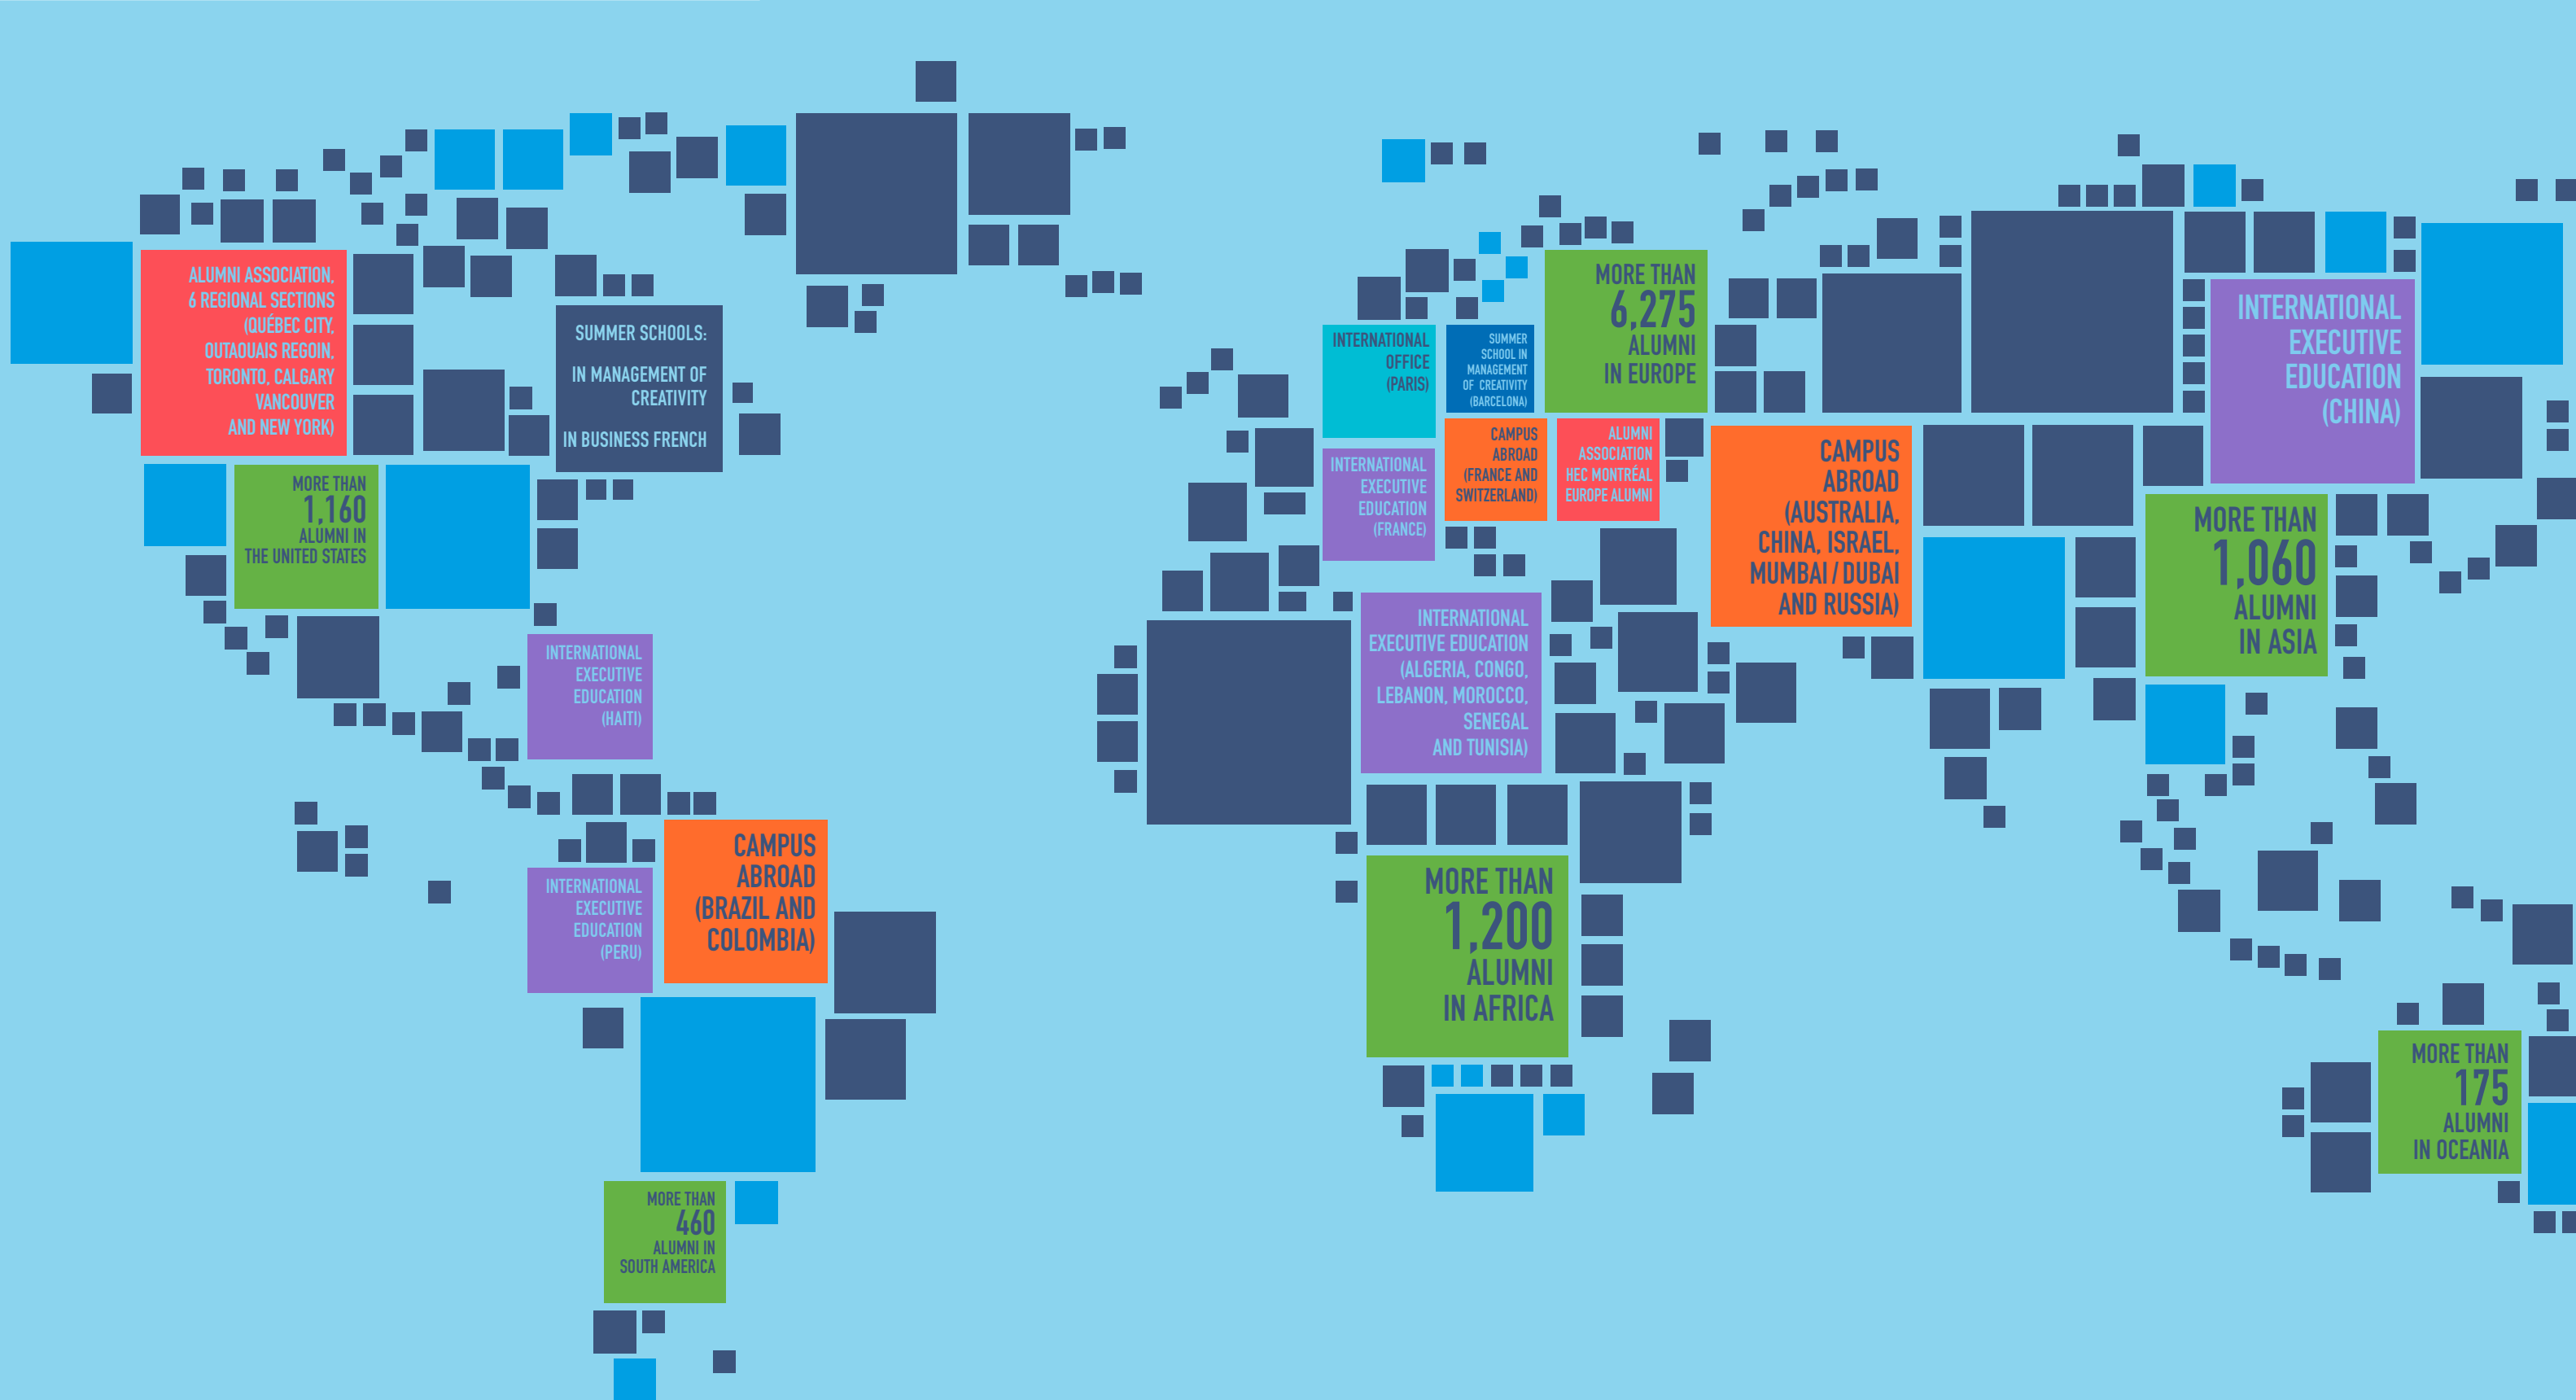 ALUMNI ASSOCIATION,
6 REGIONAL SECTIONS
(QUÉBEC CITY,
OUTAOUAIS REGOIN,
TORONTO, CALGARY
VANCOUVER
AND NEW YORK)
SUMMER SCHOOLS:
IN MANAGEMENT OF
CREATIVITY
IN BUSINESS FRENCH
MORE THAN
1,160
ALUMNI IN
THE UNITED STATES
INTERNATIONAL
EXECUTIVE
EDUCATION
(HAITI)
INTERNATIONAL
EXECUTIVE
EDUCATION
(PERU)
CAMPUS
ABROAD
(BRAZIL AND
COLOMBIA)
MORE THAN
460
ALUMNI IN
SOUTH AMERICA
INTERNATIONAL
OFFICE
(PARIS)
SUMMER
SCHOOL IN
MANAGEMENT
OF CREATIVITY
(BARCELONA)
MORE THAN
6,275
ALUMNI
IN EUROPE
INTERNATIONAL
EXECUTIVE
EDUCATION
(FRANCE)
CAMPUS
ABROAD
(FRANCE AND
SWITZERLAND)
ALUMNI
ASSOCIATION
HEC MONTRÉAL
EUROPE ALUMNI
CAMPUS
ABROAD
(AUSTRALIA,
CHINA, ISRAEL,
MUMBAI / DUBAI
AND RUSSIA)
INTERNATIONAL
EXECUTIVE
EDUCATION
(CHINA)
MORE THAN
1,060
ALUMNI
IN ASIA
INTERNATIONAL
EXECUTIVE EDUCATION
(ALGERIA, CONGO,
LEBANON, MOROCCO,
SENEGAL
AND TUNISIA)
MORE THAN
1,200
ALUMNI
IN AFRICA
MORE THAN
175
ALUMNI
IN OCEANIA